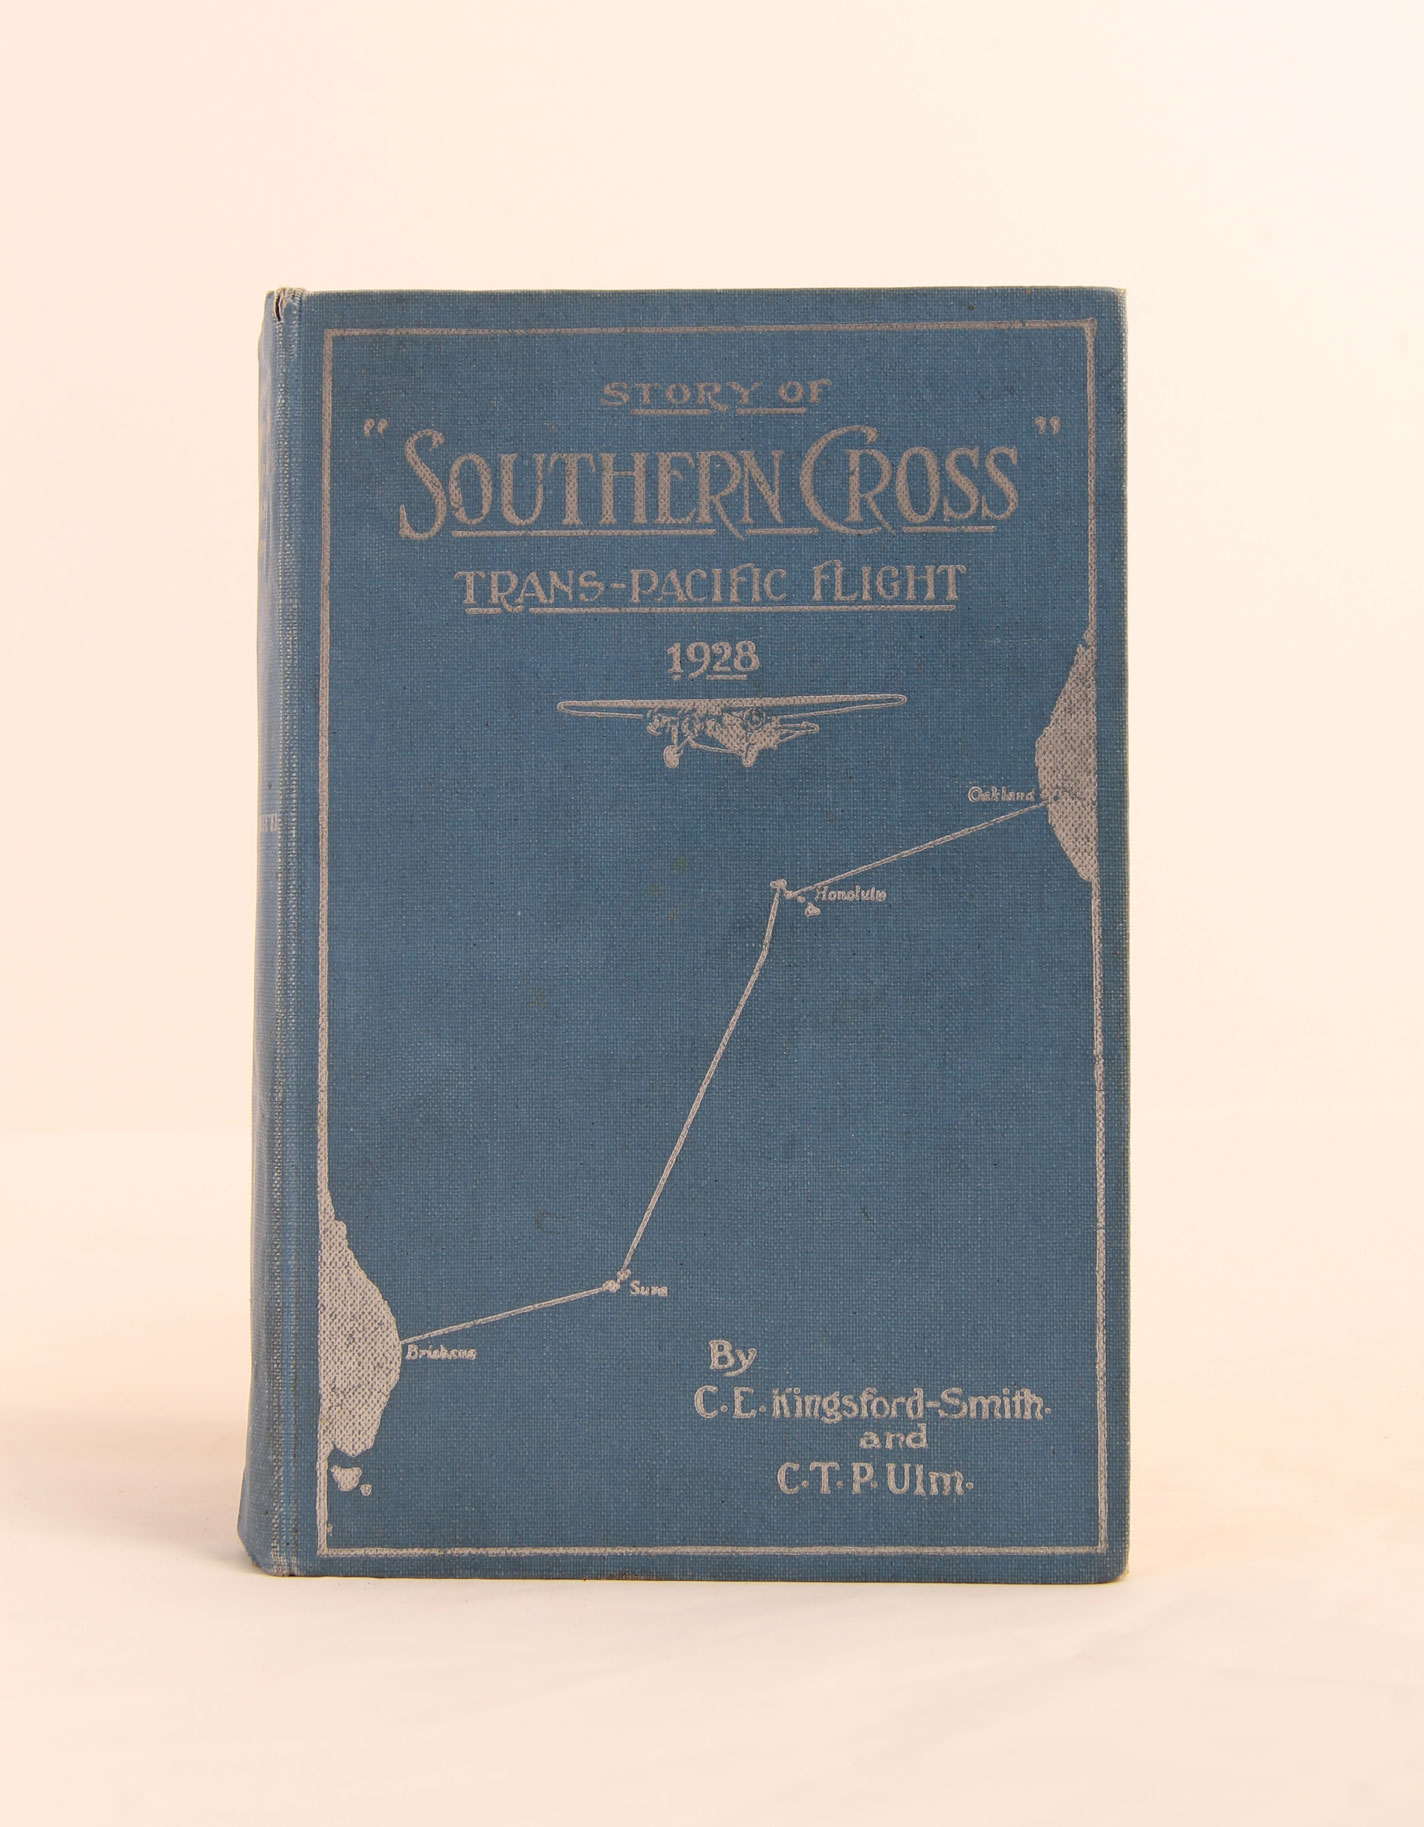 STORY OF
"SOUTHERN CROSS"
TRANS-PACIFIC FLIGHT
1928
Oakland
Honolulu
Suva
Brisbane
By
C.E. Kingsford-Smith.
and
C.T.P. Ulm.